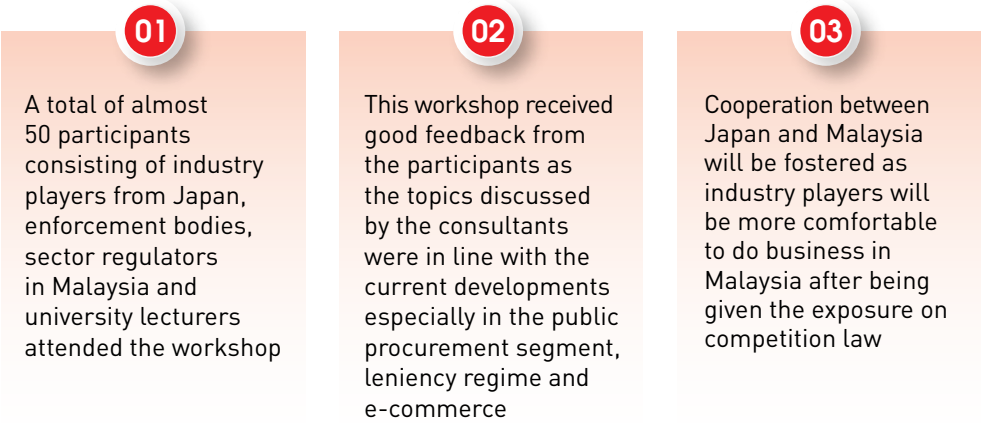 01
A total of almost
50 participants
consisting of industry
players from Japan,
enforcement bodies,
sector regulators
in Malaysia and
university lecturers
attended the workshop
02
This workshop received
good feedback from
the participants as
the topics discussed
by the consultants
were in line with the
current developments
especially in the public
procurement segment,
leniency regime and
e-commerce
03
Cooperation between
Japan and Malaysia
will be fostered as
industry players will
be more comfortable
to do business in
Malaysia after being
given the exposure on
competition law